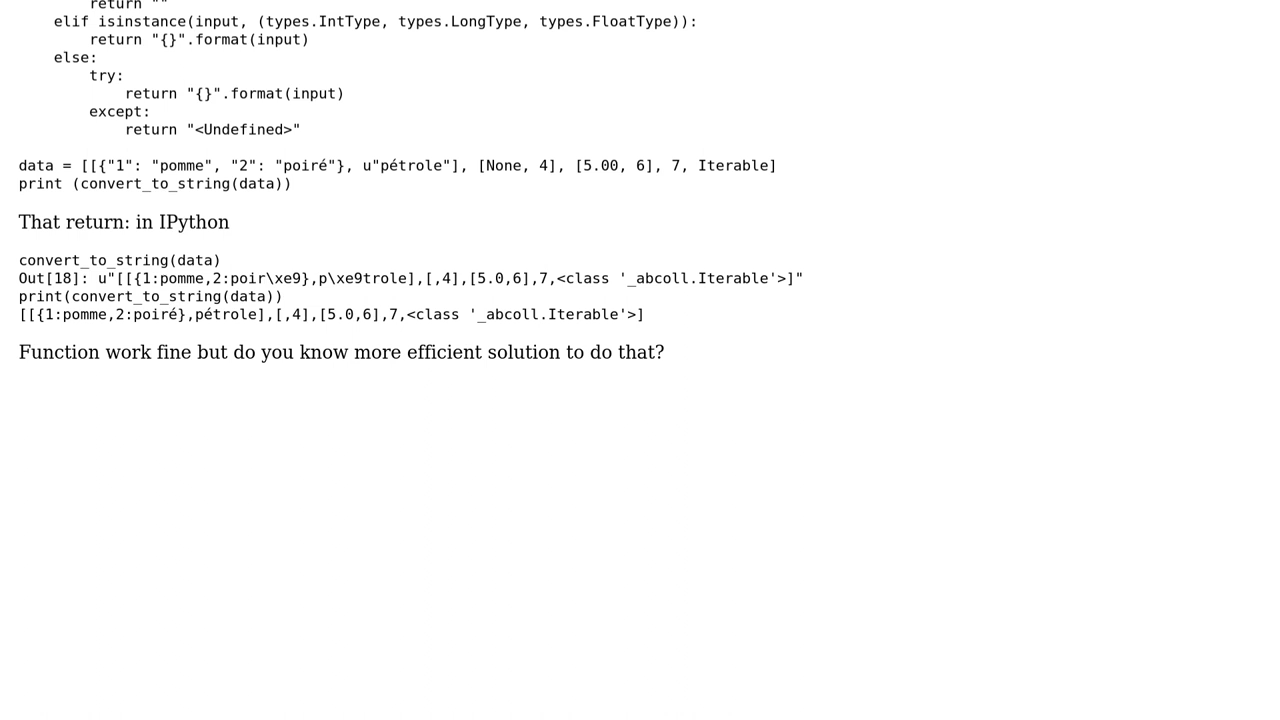 return ""
    elif isinstance(input, (types.IntType, types.LongType, types.FloatType)):
        return "{}".format(input)
    else:
        try:
            return "{}".format(input)
        except:
            return "<Undefined>"
data = [[{"1": "pomme", "2": "poiré"}, u"pétrole"], [None, 4], [5.00, 6], 7, Iterable]
print (convert_to_string(data))
That return: in IPython
convert_to_string(data)
Out[18]: u"[[{1:pomme,2:poir\xe9},p\xe9trole],[,4],[5.0,6],7,<class '_abcoll.Iterable'>]"
print(convert_to_string(data))
[[{1:pomme,2:poiré},pétrole],[,4],[5.0,6],7,<class '_abcoll.Iterable'>]
Function work fine but do you know more efficient solution to do that?